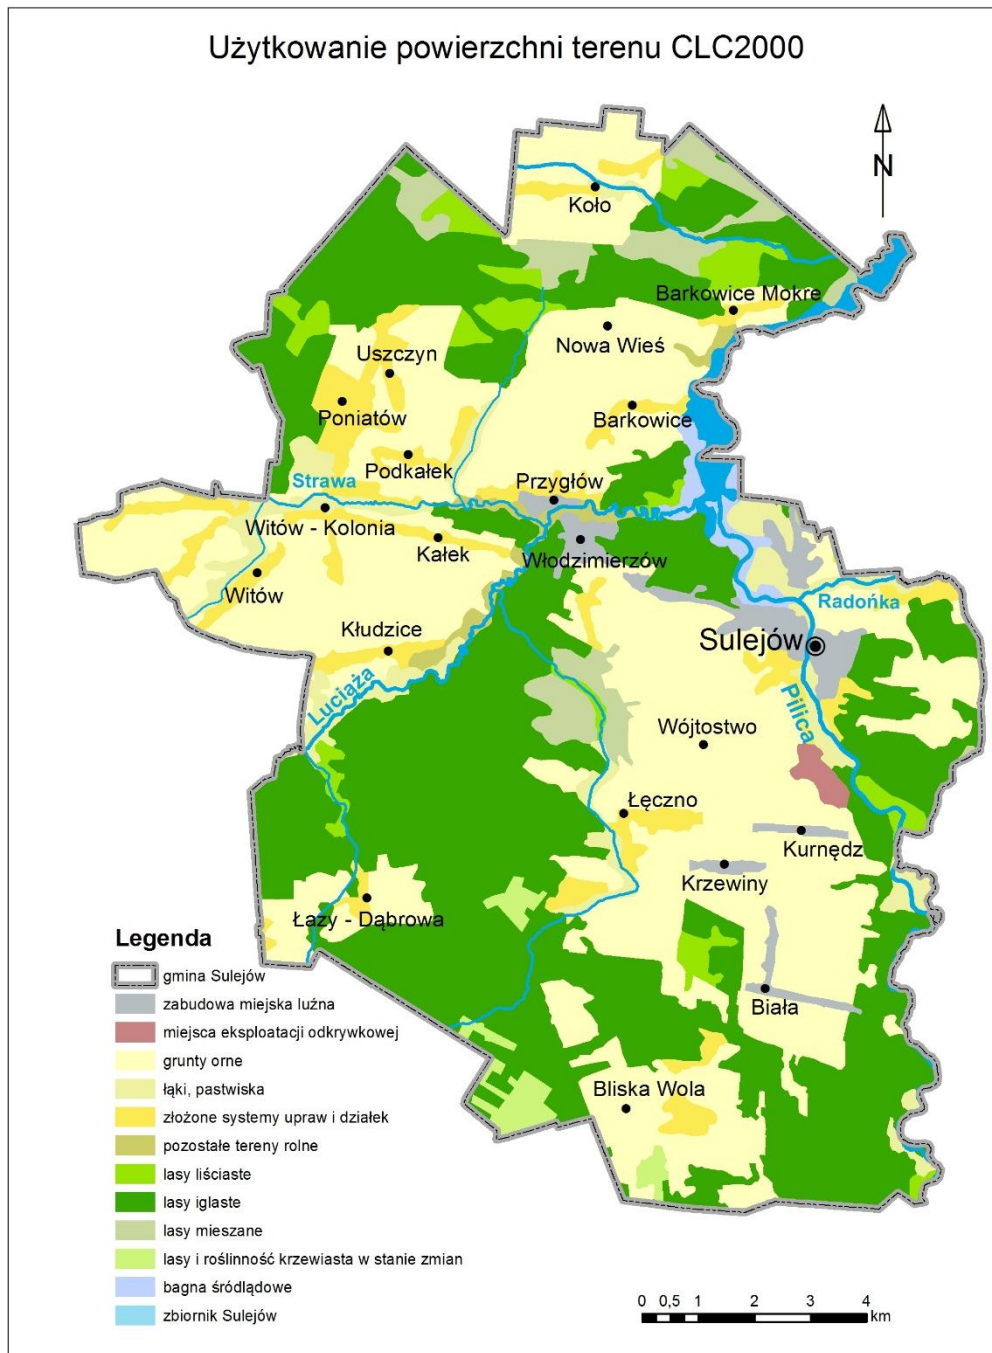 Użytkowanie powierzchni terenu CLC2000
N
Koło
Barkowice Mokre
Nowa Wieś
Uszczyn
Poniatów
Barkowice
Podkałek
Strawa
Przygłów
Witów - Kolonia
Kałek
Włodzimierzów
Witów
Radońka
Kłudzice
Sulejów
Luciąża
Pilica
Wójtostwo
Łęczno
Kurnędz
Krzewiny
Łazy - Dąbrowa
Biała
Bliska Wola
Legenda
gmina Sulejów
zabudowa miejska luźna
miejsca eksploatacji odkrywkowej
grunty orne
łąki, pastwiska
złożone systemy upraw i działek
pozostałe tereny rolne
lasy liściaste
lasy iglaste
lasy mieszane
lasy i roślinność krzewiasta w stanie zmian
bagna śródlądowe
zbiornik Sulejów
0 0,5 1 2 3 4
km